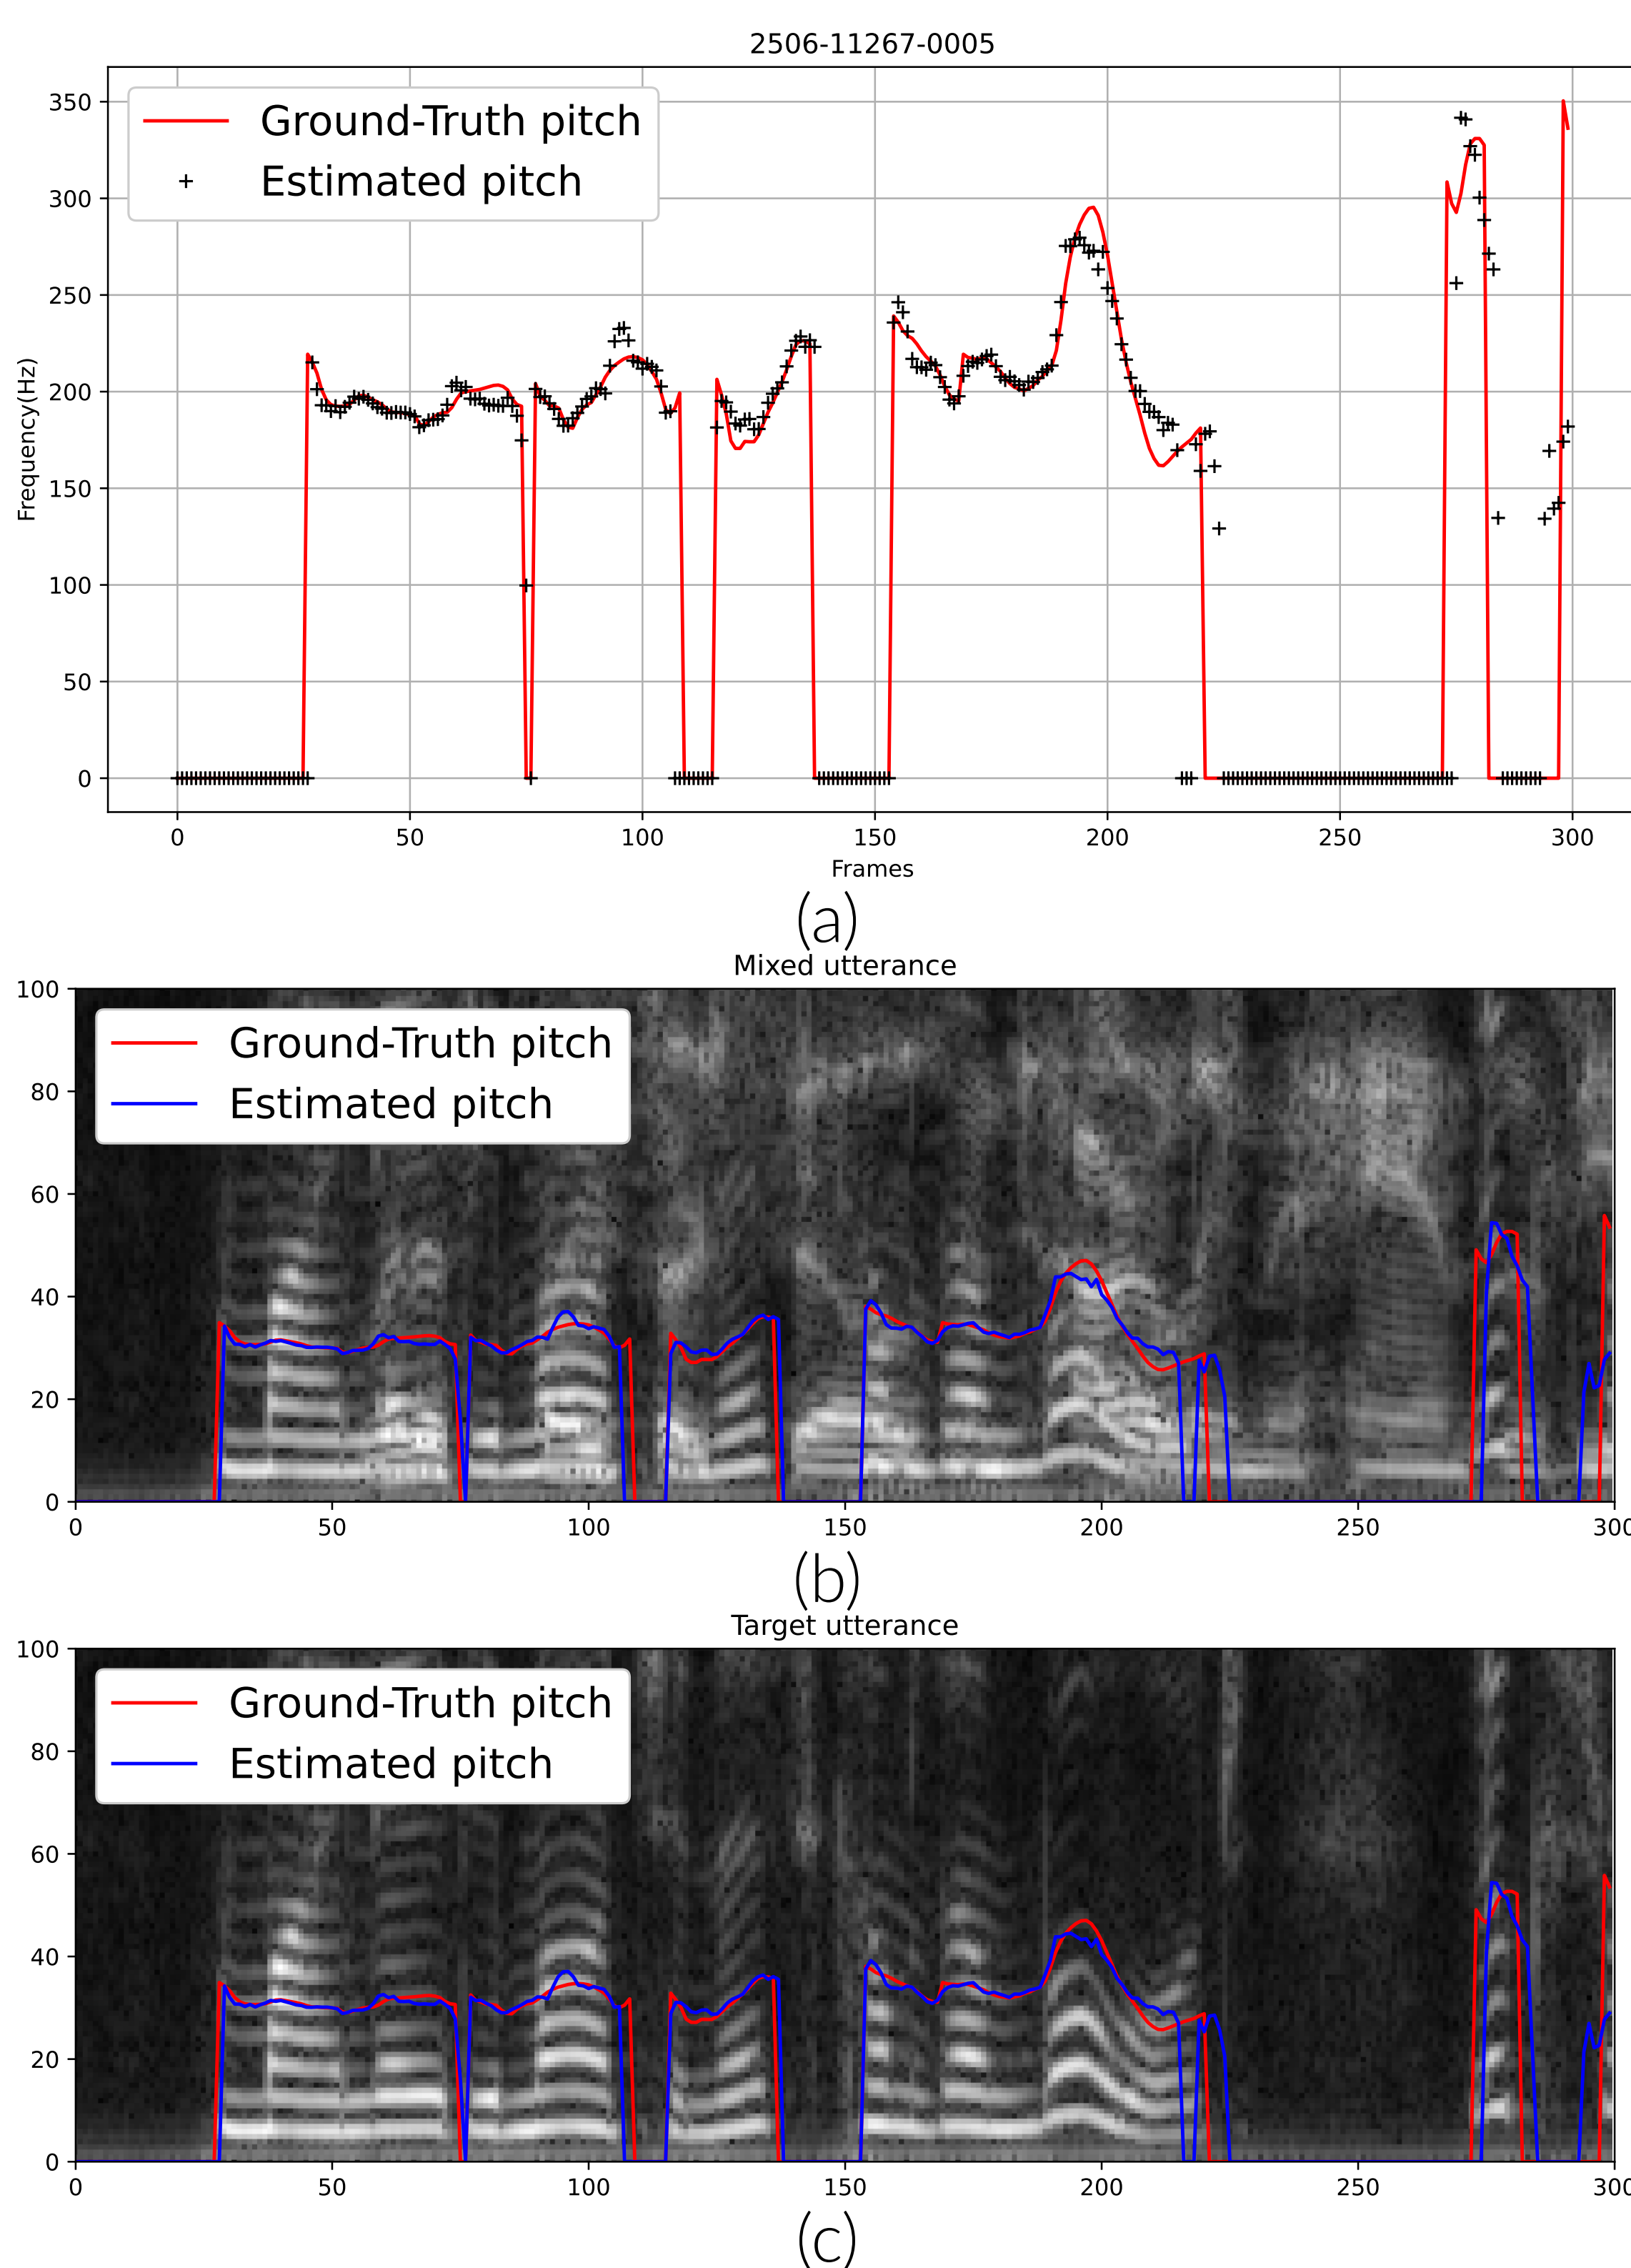 2506-11267-0005
Ground-Truth pitch
Estimated pitch
350
300
250
200
150
100
50
0
Frequency(Hz)
0 50 100 150 200 250 300
Frames
(a)
Mixed utterance
Ground-Truth pitch
Estimated pitch
100
80
60
40
20
0
0 50 100 150 200 250 300
(b)
Target utterance
Ground-Truth pitch
Estimated pitch
100
80
60
40
20
0
0 50 100 150 200 250 300
(c)